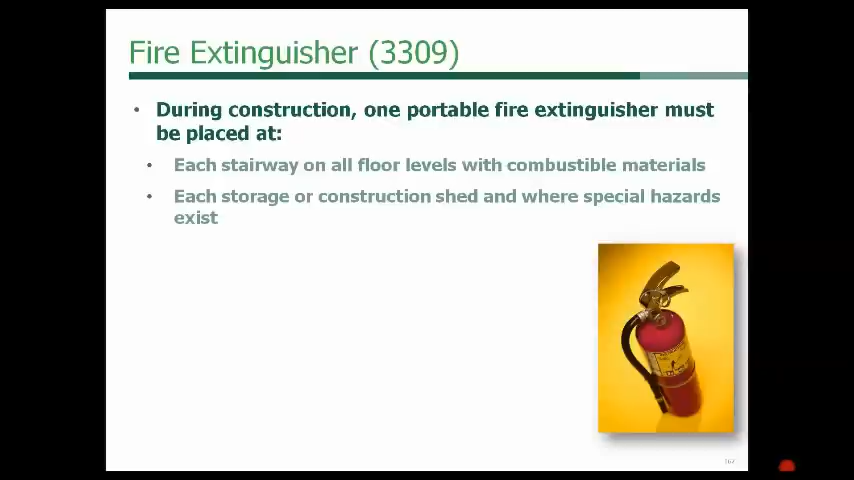 Fire Extinguisher (3309)
• During construction, one portable fire extinguisher must
be placed at:
• Each stairway on all floor levels with combustible materials
• Each storage or construction shed and where special hazards
exist